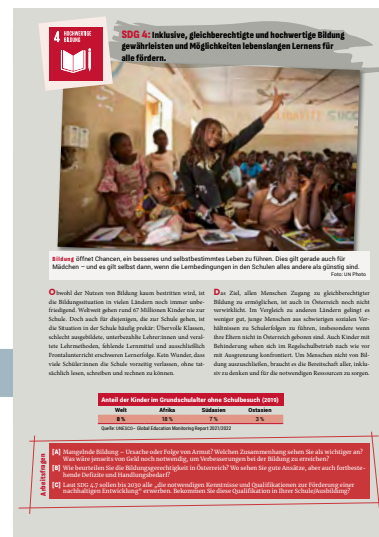 4 HOCHWERTIGE
BILDUNG
SDG 4: Inklusive, gleichberechtigte und hochwertige Bildung
gewährleisten und Möglichkeiten lebenslangen Lernens für
alle fördern.
Bildung öffnet Chancen, ein besseres und selbstbestimmtes Leben zu führen. Dies gilt gerade auch für
Mädchen – und es gilt selbst dann, wenn die Lernbedingungen in den Schulen alles andere als günstig sind.
Foto: UN Photo
Obwohl der Nutzen von Bildung kaum bestritten wird, ist
die Bildungssituation in vielen Ländern noch immer unbe-
friedigend. Weltweit gehen rund 67 Millionen Kinder nie zur
Schule. Doch auch für diejenigen, die zur Schule gehen, ist
die Situation in der Schule häufig prekär: Übervolle Klassen,
schlecht ausgebildete, unterbezahlte Lehrer:innen und veral-
tete Lehrmethoden, fehlende Lernmittel und ausschließlich
Frontalunterricht erschweren Lernerfolge. Kein Wunder, dass
viele Schüler:innen die Schule vorzeitig verlassen, ohne tat-
sächlich lesen, schreiben und rechnen zu können.
Das Ziel, allen Menschen Zugang zu gleichberechtigter
Bildung zu ermöglichen, ist auch in Österreich noch nicht
verwirklicht. Im Vergleich zu anderen Ländern gelingt es
weniger gut, junge Menschen aus schwierigen sozialen Ver-
hältnissen zu Schulerfolgen zu führen, insbesondere wenn
ihre Eltern nicht in Österreich geboren sind. Auch Kinder mit
Behinderung sehen sich im Regelschulbetrieb nach wie vor
mit Ausgrenzung konfrontiert. Um Menschen nicht von Bil-
dung auszuschließen, braucht es die Bereitschaft aller, inklu-
siv zu denken und für die notwendigen Ressourcen zu sorgen.
Anteil der Kinder im Grundschulalter ohne Schulbesuch (2019)
Welt Afrika Südasien Ostasien
8 % 18 % 7 % 3 %
Quelle: UNESCO – Global Education Monitoring Report 2021/2022
Arbeitsfragen
[A] Mangelnde Bildung – Ursache oder Folge von Armut? Welchen Zusammenhang sehen Sie als wichtiger an?
Was wäre jenseits von Geld noch notwendig, um Verbesserungen bei der Bildung zu erreichen?
[B] Wie beurteilen Sie die Bildungsgerechtigkeit in Österreich? Wo sehen Sie gute Ansätze, aber auch fortbeste-
hende Defizite und Handlungsbedarf?
[C] Laut SDG 4.7 sollen bis 2030 alle „die notwendigen Kenntnisse und Qualifikationen zur Förderung einer
nachhaltigen Entwicklung“ erwerben. Bekommen Sie diese Qualifikation in Ihrer Schule/Ausbildung?